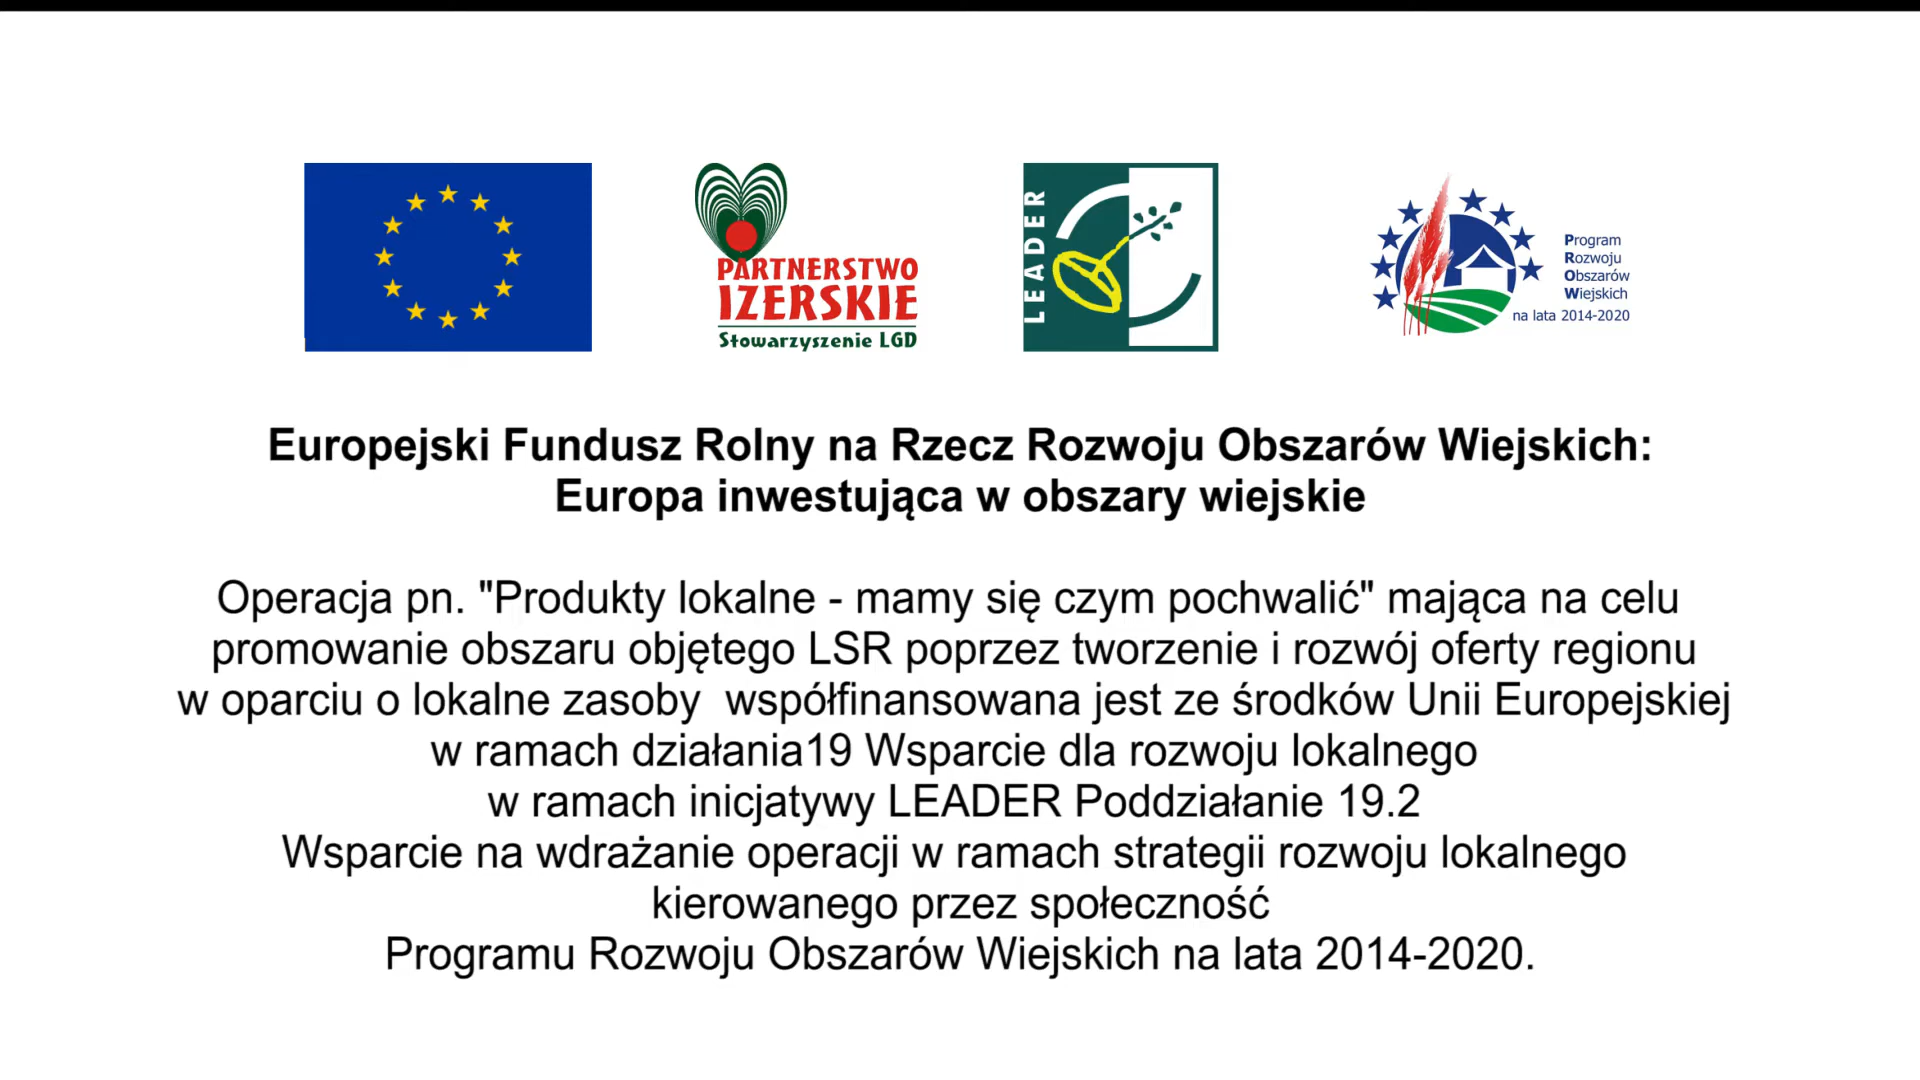 PARTNERSTWO
IZERSKIE
Stowarzyszenie LGD
LEADER
Program
Rozwoju
Obszarów
Wiejskich
na lata 2014-2020
Europejski Fundusz Rolny na Rzecz Rozwoju Obszarów Wiejskich:
Europa inwestująca w obszary wiejskie
Operacja pn. "Produkty lokalne - mamy się czym pochwalić" mająca na celu
promowanie obszaru objętego LSR poprzez tworzenie i rozwój oferty regionu
w oparciu o lokalne zasoby  współfinansowana jest ze środków Unii Europejskiej
w ramach działania19 Wsparcie dla rozwoju lokalnego
w ramach inicjatywy LEADER Poddziałanie 19.2
Wsparcie na wdrażanie operacji w ramach strategii rozwoju lokalnego
kierowanego przez społeczność
Programu Rozwoju Obszarów Wiejskich na lata 2014-2020.